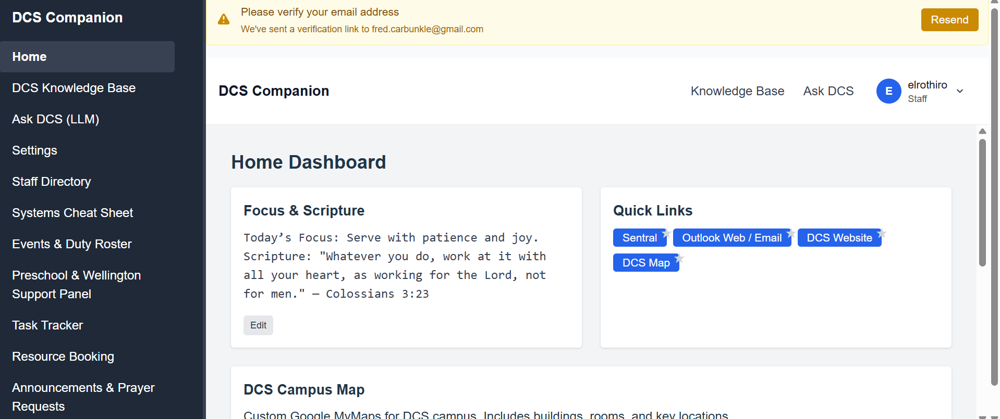 DCS Companion
Home
DCS Knowledge Base
Ask DCS (LLM)
Settings
Staff Directory
Systems Cheat Sheet
Events & Duty Roster
Preschool & Wellington
Support Panel
Task Tracker
Resource Booking
Announcements & Prayer
Requests
Please verify your email address
We've sent a verification link to fred.carbunkle@gmail.com
Resend
DCS Companion
Knowledge Base
Ask DCS
E
elrothiro
Staff
Home Dashboard
Focus & Scripture
Today’s Focus: Serve with patience and joy.
Scripture: "Whatever you do, work at it with
all your heart, as working for the Lord, not
for men." — Colossians 3:23
Edit
Quick Links
Sentral
Outlook Web / Email
DCS Website
DCS Map
DCS Campus Map
Custom Google MyMaps for DCS campus. Includes buildings, rooms, and key locations.